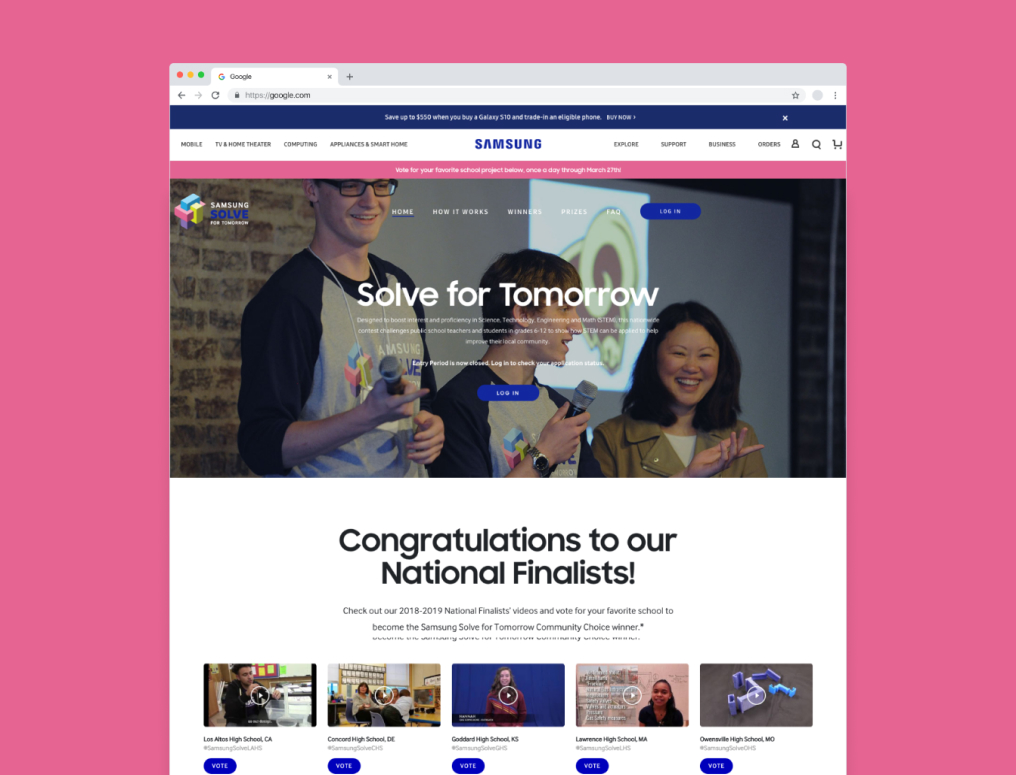 Google
https://google.com
Save up to $550 when you buy a Galaxy S10 and trade-in an eligible phone. BUY NOW >
MOBILE TV & HOME THEATER COMPUTING APPLIANCES & SMART HOME SAMSUNG EXPLORE SUPPORT BUSINESS ORDERS
Vote for your favorite school project below, once a day through March 27th!
SAMSUNG
SOLVE
FOR TOMORROW
HOME HOW IT WORKS WINNERS PRIZES FAQ LOG IN
Solve for Tomorrow
Designed to boost interest and proficiency in Science, Technology, Engineering and Math (STEM), this nationwide
contest challenges public school teachers and students in grades 6-12 to show how STEM can be applied to help
improve their local community.
Entry Period is now closed. Log In to check your application status.
LOG IN
Congratulations to our
National Finalists!
Check out our 2018-2019 National Finalists' videos and vote for your favorite school to
become the Samsung Solve for Tomorrow Community Choice winner.*
become the Samsung Solve for Tomorrow Community Choice winner.
Los Altos High School, CA
#SamsungSolveLAHS
VOTE
Concord High School, DE
#SamsungSolveCHS
VOTE
Goddard High School, KS
#SamsungSolveGHS
VOTE
Lawrence High School, MA
#SamsungSolveLHS
VOTE
Owensville High School, MO
#SamsungSolveOHS
VOTE